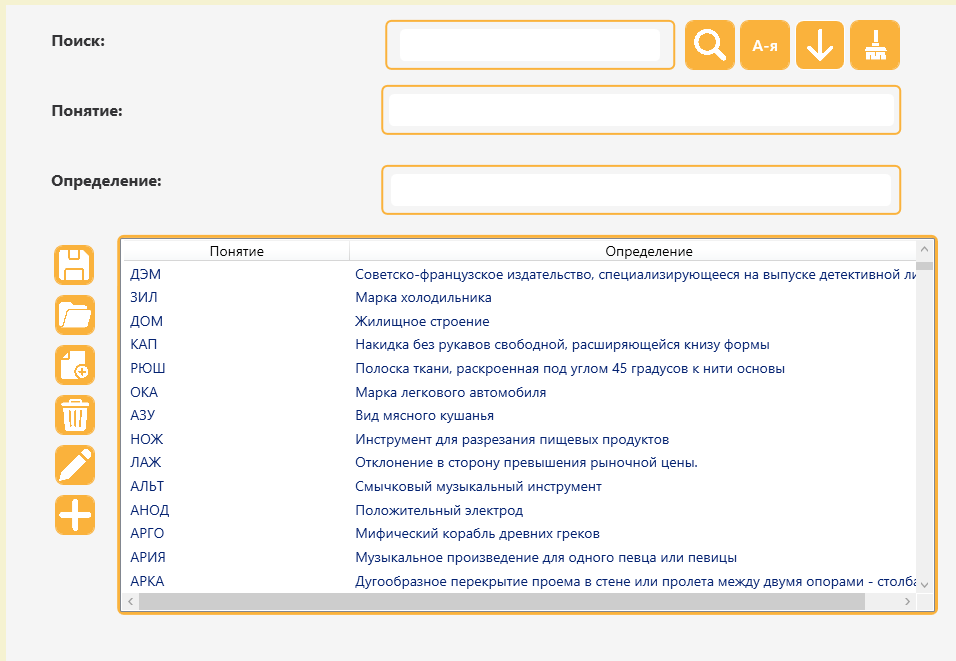 Поиск:
А-я
Понятие:
Определение:
Понятие Определение
ДЭМ Советско-французское издательство, специализирующееся на выпуске детективной ли
ЗИЛ Марка холодильника
ДОМ Жилищное строение
КАП Накидка без рукавов свободной, расширяющейся книзу формы
РЮШ Полоска ткани, раскроенная под углом 45 градусов к нити основы
ОКА Марка легкового автомобиля
АЗУ Вид мясного кушанья
НОЖ Инструмент для разрезания пищевых продуктов
ЛАЖ Отклонение в сторону превышения рыночной цены.
АЛЬТ Смычковый музыкальный инструмент
АНОД Положительный электрод
АРГО Мифический корабль древних греков
АРИЯ Музыкальное произведение для одного певца или певицы
АРКА Дугообразное перекрытие проема в стене или пролета между двумя опорами - столба